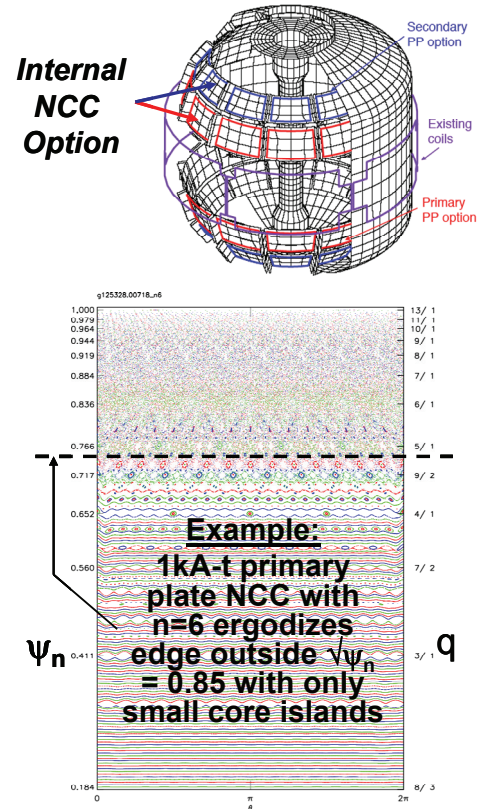 Internal
NCC
Option
Secondary
PP option
Existing
coils
Primary
PP option
g125328.00718_n6
1.000
0.979
0.964
0.944
0.919
0.884
0.836
0.766
0.717
0.652
0.560
0.411
0.184
13/ 1
11/ 1
10/ 1
9/ 1
8/ 1
7/ 1
6/ 1
5/ 1
9/ 2
4/ 1
7/ 2
3/ 1
8/ 3
Example:
1kA-t primary
plate NCC with
n=6 ergodizes
edge outside √ψn
= 0.85 with only
small core islands
ψn
q
0
π
2π
θ